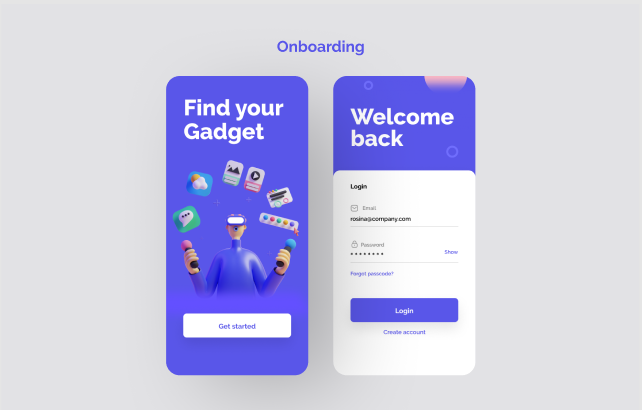 Onboarding
Find your
Gadget
Get started
Welcome
back
Login
Email
rosina@company.com
Password
Show
Forgot passcode?
Login
Create account